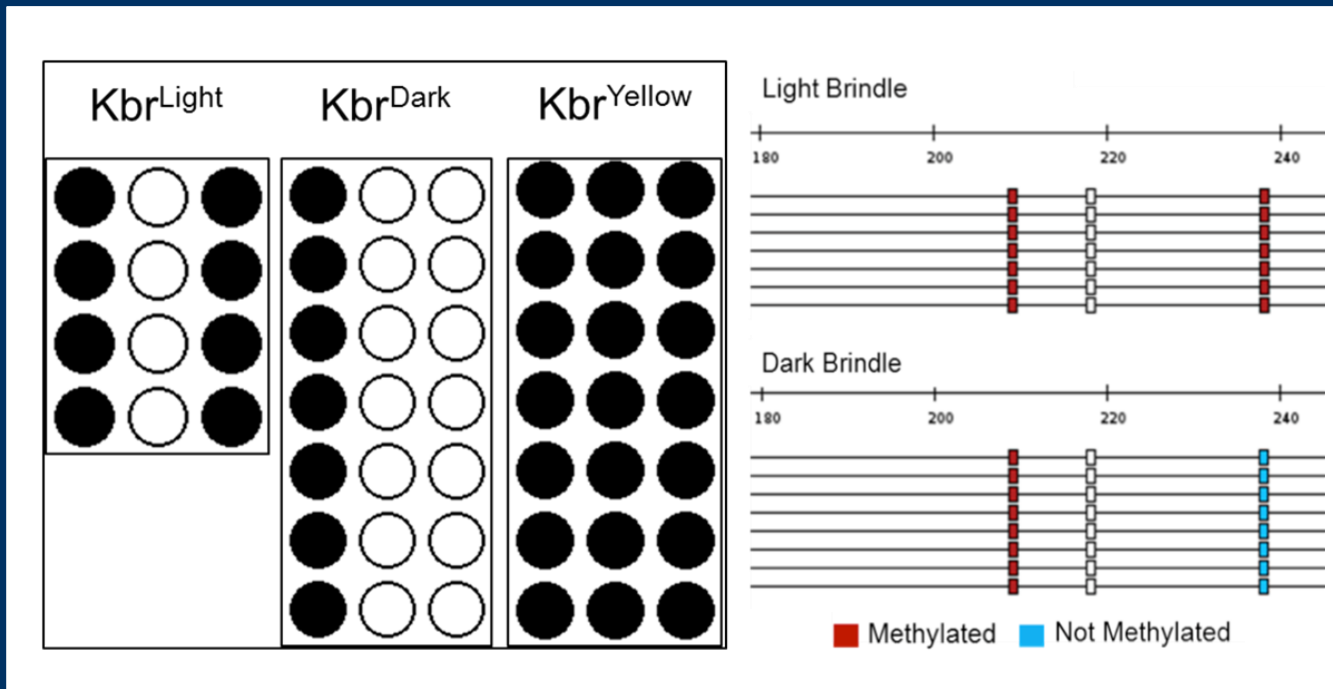 Kbr^Light Kbr^Dark Kbr^Yellow
Light Brindle
180 200 220 240
Dark Brindle
180 200 220 240
Methylated Not Methylated